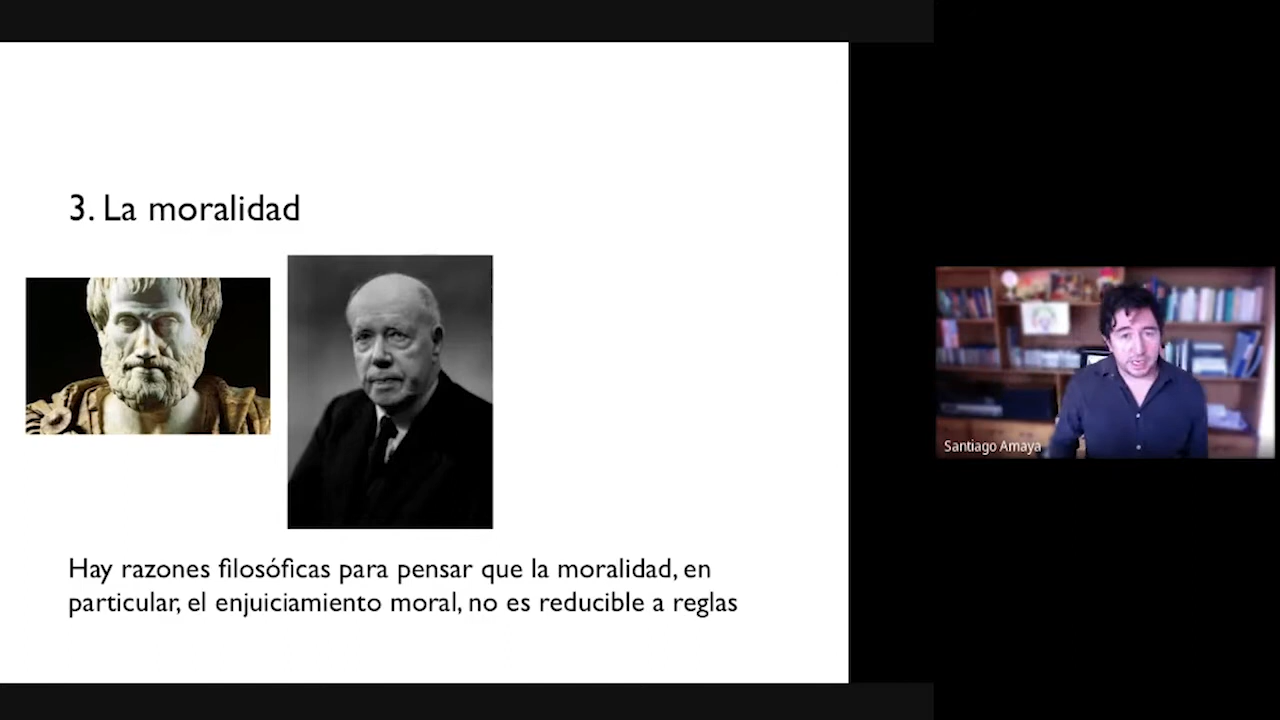 3. La moralidad
Hay razones filosóficas para pensar que la moralidad, en
particular, el enjuiciamiento moral, no es reducible a reglas
Santiago Amaya